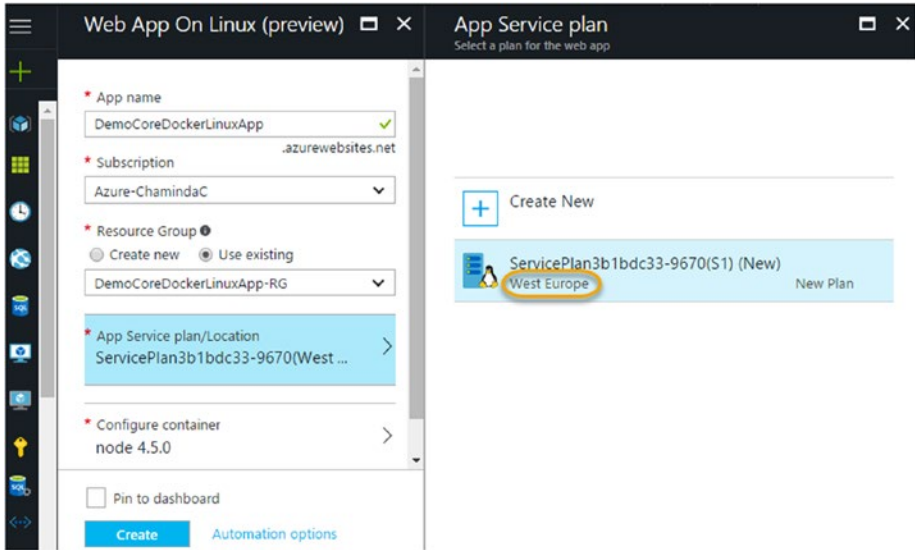 Web App On Linux (preview)
* App name
DemoCoreDockerLinuxApp
.azurewebsites.net
* Subscription
Azure-ChamindaC
* Resource Group
Create new
Use existing
DemoCoreDockerLinuxApp-RG
* App Service plan/Location
ServicePlan3b1bdc33-9670(West ...
* Configure container
node 4.5.0
Pin to dashboard
Create
Automation options
App Service plan
Select a plan for the web app
Create New
ServicePlan3b1bdc33-9670(S1) (New)
West Europe
New Plan
SQL
SQL